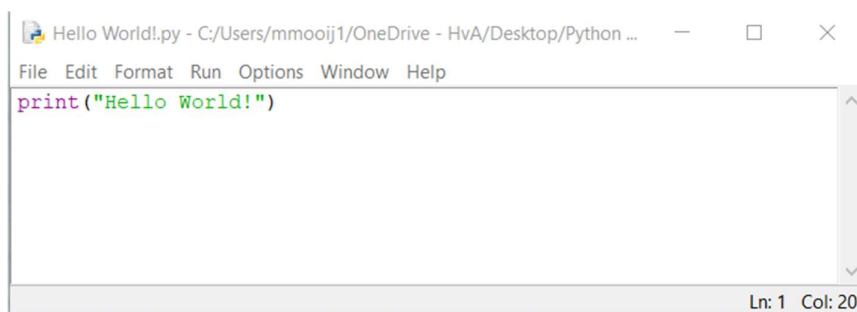 Hello World!.py - C:/Users/mmooij1/OneDrive - HvA/Desktop/Python ...
File Edit Format Run Options Window Help
print("Hello World!")
Ln: 1 Col: 20